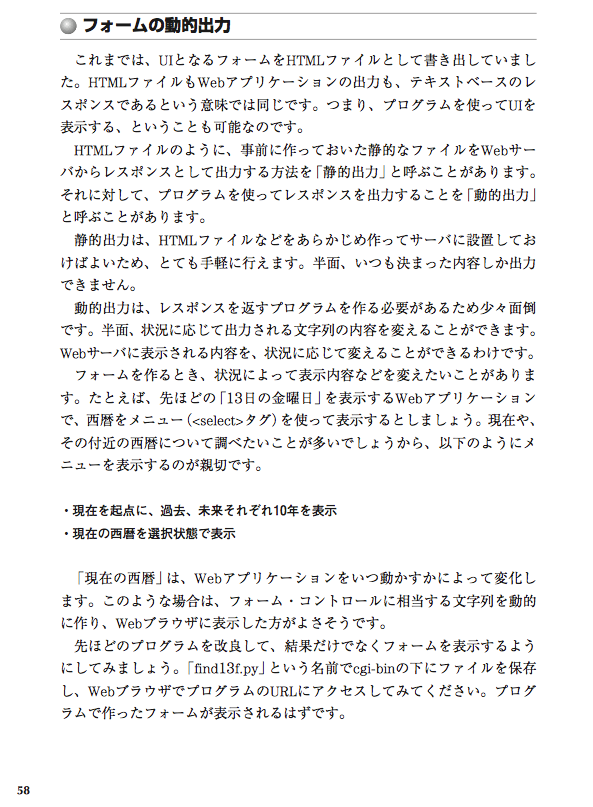 フォームの動的出力
これまでは、UIとなるフォームをHTMLファイルとして書き出していまし
た。HTMLファイルもWebアプリケーションの出力も、テキストベースのレ
スポンスであるという意味では同じです。つまり、プログラムを使ってUIを
表示する、ということも可能なのです。
HTMLファイルのように、事前に作っておいた静的なファイルをWebサー
バからレスポンスとして出力する方法を「静的出力」と呼ぶことがあります。
それに対して、プログラムを使ってレスポンスを出力することを「動的出力」
と呼ぶことがあります。
静的出力は、HTMLファイルなどをあらかじめ作ってサーバに設置してお
けばよいため、とても手軽に行えます。半面、いつも決まった内容しか出力
できません。
動的出力は、レスポンスを返すプログラムを作る必要があるため少々面倒
です。半面、状況に応じて出力される文字列の内容を変えることができます。
Webサーバに表示される内容を、状況に応じて変えることができるわけです。
フォームを作るとき、状況によって表示内容などを変えたいことがありま
す。たとえば、先ほどの「13日の金曜日」を表示するWebアプリケーション
で、西暦をメニュー（<select>タグ）を使って表示するとしましょう。現在や、
その付近の西暦について調べたいことが多いでしょうから、以下のようにメ
ニューを表示するのが親切です。
・現在を起点に、過去、未来それぞれ10年を表示
・現在の西暦を選択状態で表示
「現在の西暦」は、Webアプリケーションをいつ動かすかによって変化し
ます。このような場合は、フォーム・コントロールに相当する文字列を動的
に作り、Webブラウザに表示した方がよさそうです。
先ほどのプログラムを改良して、結果だけでなくフォームを表示するよう
にしてみましょう。「find13f.py」という名前でcgi-binの下にファイルを保存
し、WebブラウザでプログラムのURLにアクセスしてみてください。プログ
ラムで作ったフォームが表示されるはずです。
58